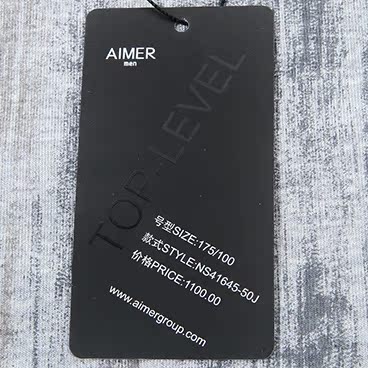 AIMER
men
TOP-LEVEL
号型SIZE:175/100
款式STYLE:NS41645-50J
价格PRICE:1100.00
www.aimergroup.com